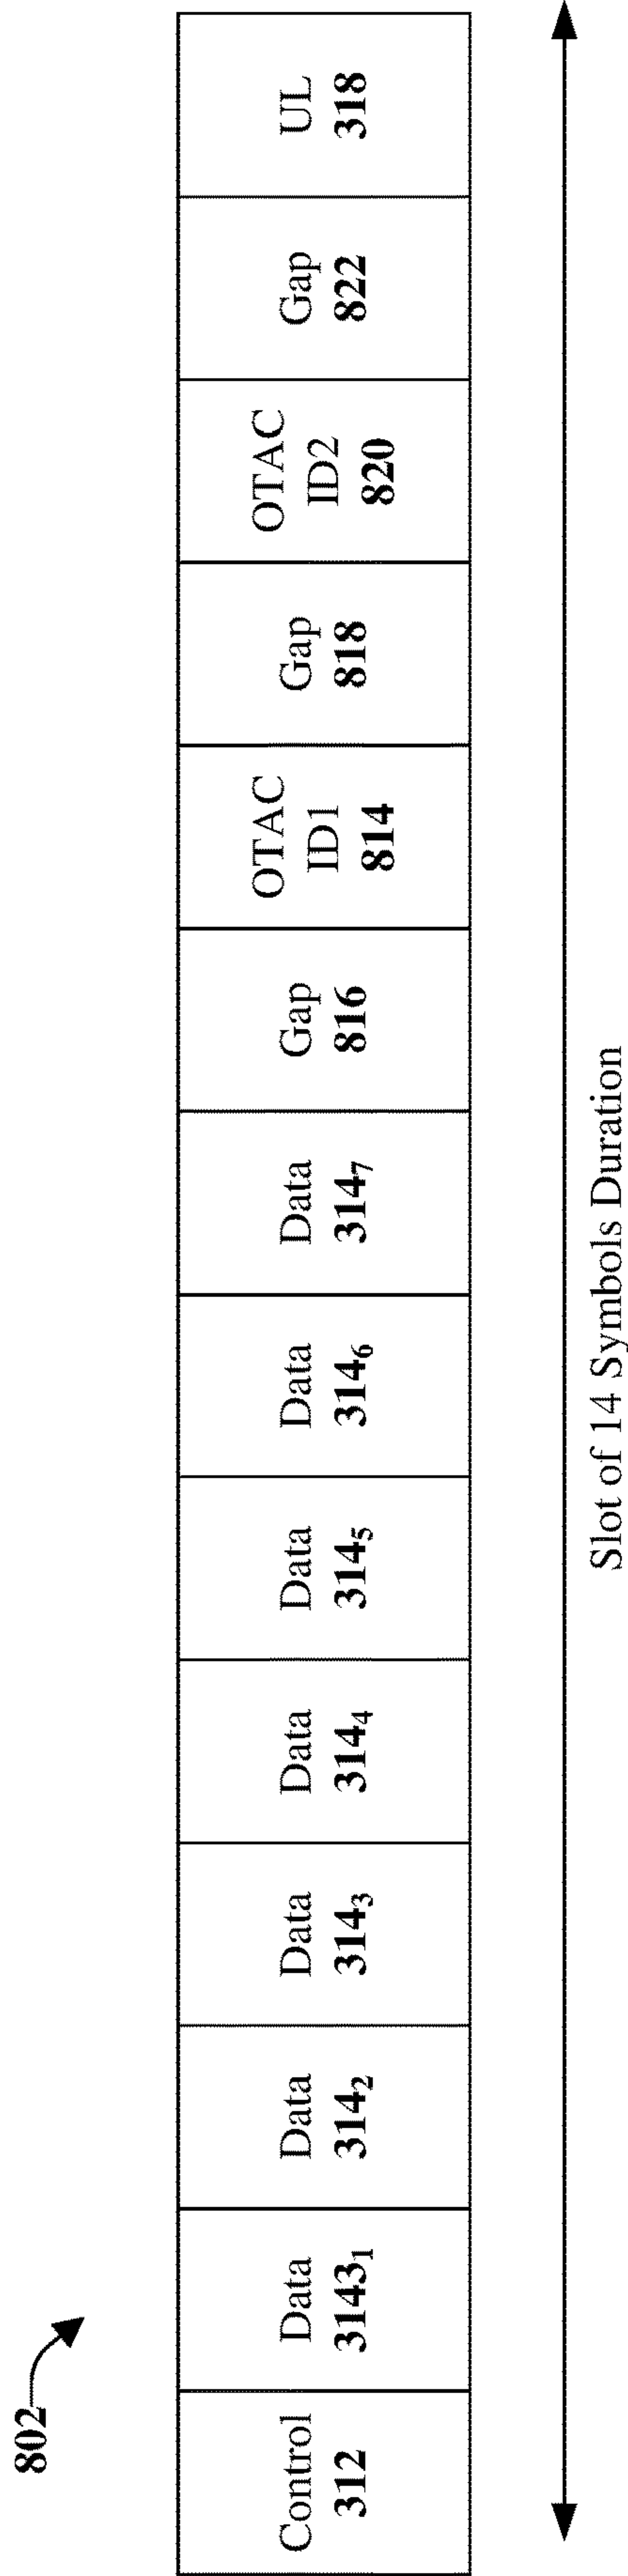 802
Control
312
Data
3143₁
Data
314₂
Data
314₃
Data
314₄
Data
314₅
Data
314₆
Data
314₇
Gap
816
OTAC
ID1
814
Gap
818
OTAC
ID2
820
Gap
822
UL
318
Slot of 14 Symbols Duration